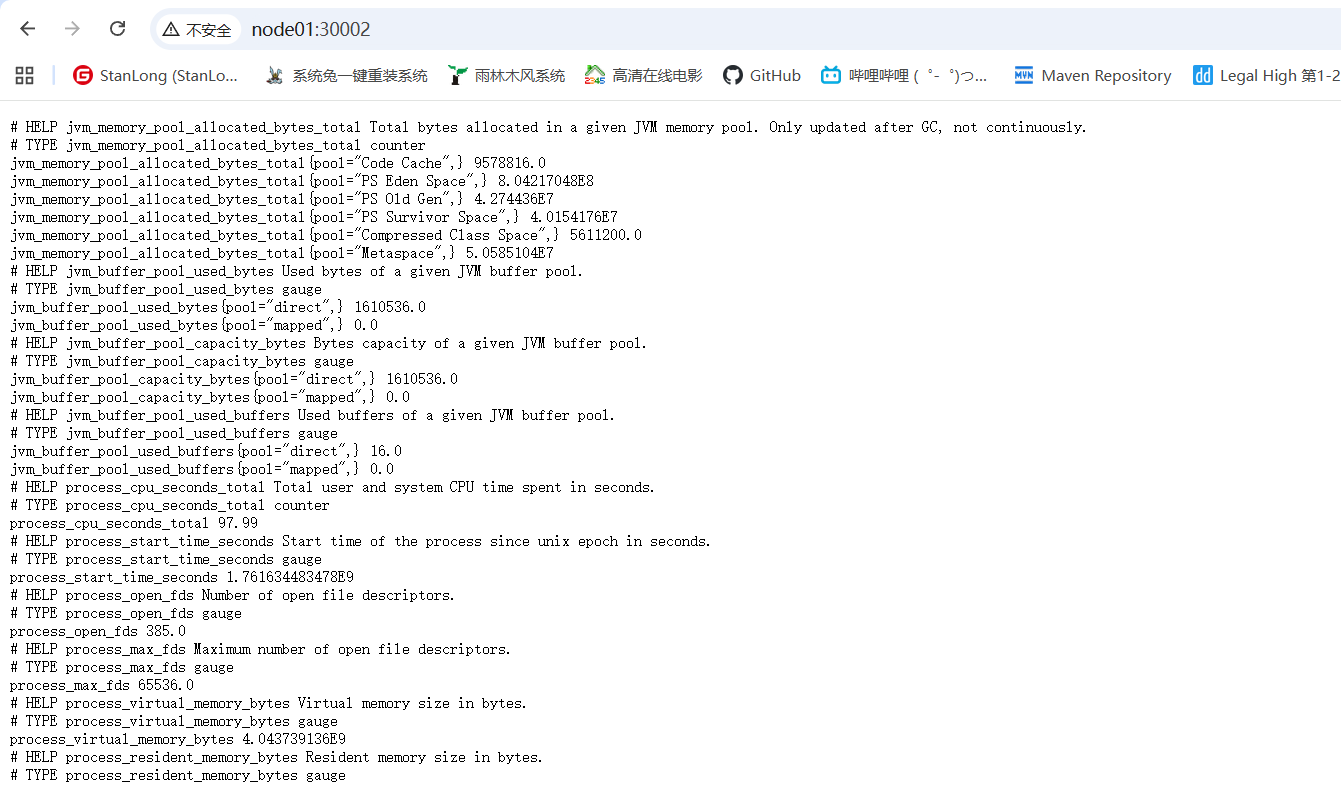 不安全 node01:30002
StanLong (StanLo... 系统兔一键重装系统 雨林木风系统 2345 高清在线电影 GitHub 哔哩哔哩 (゜-゜)つ... MVN Maven Repository dd Legal High 第1-2
# HELP jvm_memory_pool_allocated_bytes_total Total bytes allocated in a given JVM memory pool. Only updated after GC, not continuously.
# TYPE jvm_memory_pool_allocated_bytes_total counter
jvm_memory_pool_allocated_bytes_total{pool="Code Cache",} 9578816.0
jvm_memory_pool_allocated_bytes_total{pool="PS Eden Space",} 8.04217048E8
jvm_memory_pool_allocated_bytes_total{pool="PS Old Gen",} 4.274436E7
jvm_memory_pool_allocated_bytes_total{pool="PS Survivor Space",} 4.0154176E7
jvm_memory_pool_allocated_bytes_total{pool="Compressed Class Space",} 5611200.0
jvm_memory_pool_allocated_bytes_total{pool="Metaspace",} 5.0585104E7
# HELP jvm_buffer_pool_used_bytes Used bytes of a given JVM buffer pool.
# TYPE jvm_buffer_pool_used_bytes gauge
jvm_buffer_pool_used_bytes{pool="direct",} 1610536.0
jvm_buffer_pool_used_bytes{pool="mapped",} 0.0
# HELP jvm_buffer_pool_capacity_bytes Bytes capacity of a given JVM buffer pool.
# TYPE jvm_buffer_pool_capacity_bytes gauge
jvm_buffer_pool_capacity_bytes{pool="direct",} 1610536.0
jvm_buffer_pool_capacity_bytes{pool="mapped",} 0.0
# HELP jvm_buffer_pool_used_buffers Used buffers of a given JVM buffer pool.
# TYPE jvm_buffer_pool_used_buffers gauge
jvm_buffer_pool_used_buffers{pool="direct",} 16.0
jvm_buffer_pool_used_buffers{pool="mapped",} 0.0
# HELP process_cpu_seconds_total Total user and system CPU time spent in seconds.
# TYPE process_cpu_seconds_total counter
process_cpu_seconds_total 97.99
# HELP process_start_time_seconds Start time of the process since unix epoch in seconds.
# TYPE process_start_time_seconds gauge
process_start_time_seconds 1.761634483478E9
# HELP process_open_fds Number of open file descriptors.
# TYPE process_open_fds gauge
process_open_fds 385.0
# HELP process_max_fds Maximum number of open file descriptors.
# TYPE process_max_fds gauge
process_max_fds 65536.0
# HELP process_virtual_memory_bytes Virtual memory size in bytes.
# TYPE process_virtual_memory_bytes gauge
process_virtual_memory_bytes 4.043739136E9
# HELP process_resident_memory_bytes Resident memory size in bytes.
# TYPE process_resident_memory_bytes gauge